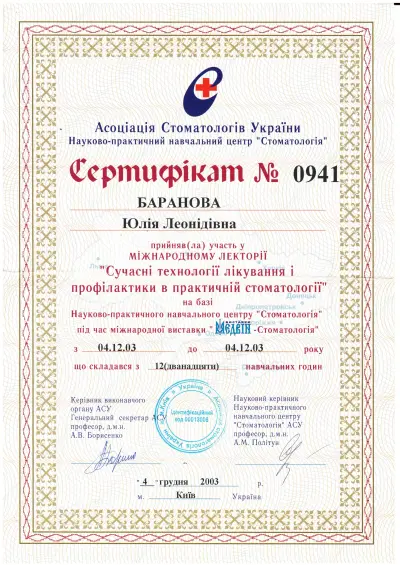 Асоціація Стоматологів України
Науково-практичний навчальний центр "Стоматологія"
Сертифікат № 0941
БАРАНОВА
Юлія Леонідівна
прийняв(ла) участь у
МІЖНАРОДНОМУ ЛЕКТОРІЇ
"Сучасні технології лікування і
профілактики в практичній стоматології"
на базі
Науково-практичного навчального центру "Стоматологія"
під час міжнародної виставки "МЕДВІН-Стоматологія"
з 04.12.03 до 04.12.03 року
що складався з 12(дванадцяти) навчальних годин
Керівник виконавчого
органу АСУ
Генеральний секретар АСУ
професор, д.м.н.
А.В. Борисенко
Ідентифікаційний
код 00012005
Науковий керівник
Науково-практичного
навчального центру
"Стоматологія" АСУ
професор, д.м.н.
А.М. Політун
4 грудня 2003 р.
м. Київ Україна